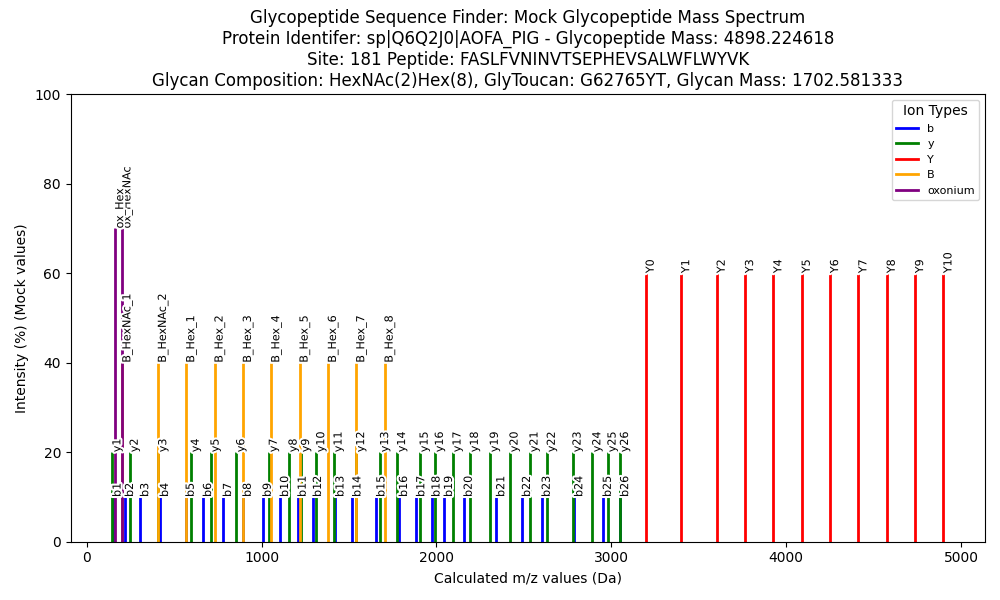 Glycopeptide Sequence Finder: Mock Glycopeptide Mass Spectrum
Protein Identifer: sp|Q6Q2J0|AOFA_PIG - Glycopeptide Mass: 4898.224618
Site: 181 Peptide: FASLFVNINVTSEPHEVSALWFLWYVK
Glycan Composition: HexNAc(2)Hex(8), GlyToucan: G62765YT, Glycan Mass: 1702.581333
Intensity (%) (Mock values)
100
80
60
40
20
0
Ion Types
b
y
Y
B
oxonium
ox_Hex
ox_HexNAc
B_HexNAc_1
B_HexNAc_2
B_Hex_1
B_Hex_2
B_Hex_3
B_Hex_4
B_Hex_5
B_Hex_6
B_Hex_7
B_Hex_8
Y0
Y1
Y2
Y3
Y4
Y5
Y6
Y7
Y8
Y9
Y10
y1
y2
y3
y4
y5
y6
y7
y8
y9
y10
y11
y12
y13
y14
y15
y16
y17
y18
y19
y20
y21
y22
y23
y24
y25
y26
b1
b2
b3
b4
b5
b6
b7
b8
b9
b10
b11
b12
b13
b14
b15
b16
b17
b18
b19
b20
b21
b22
b23
b24
b25
b26
0
1000
2000
3000
4000
5000
Calculated m/z values (Da)